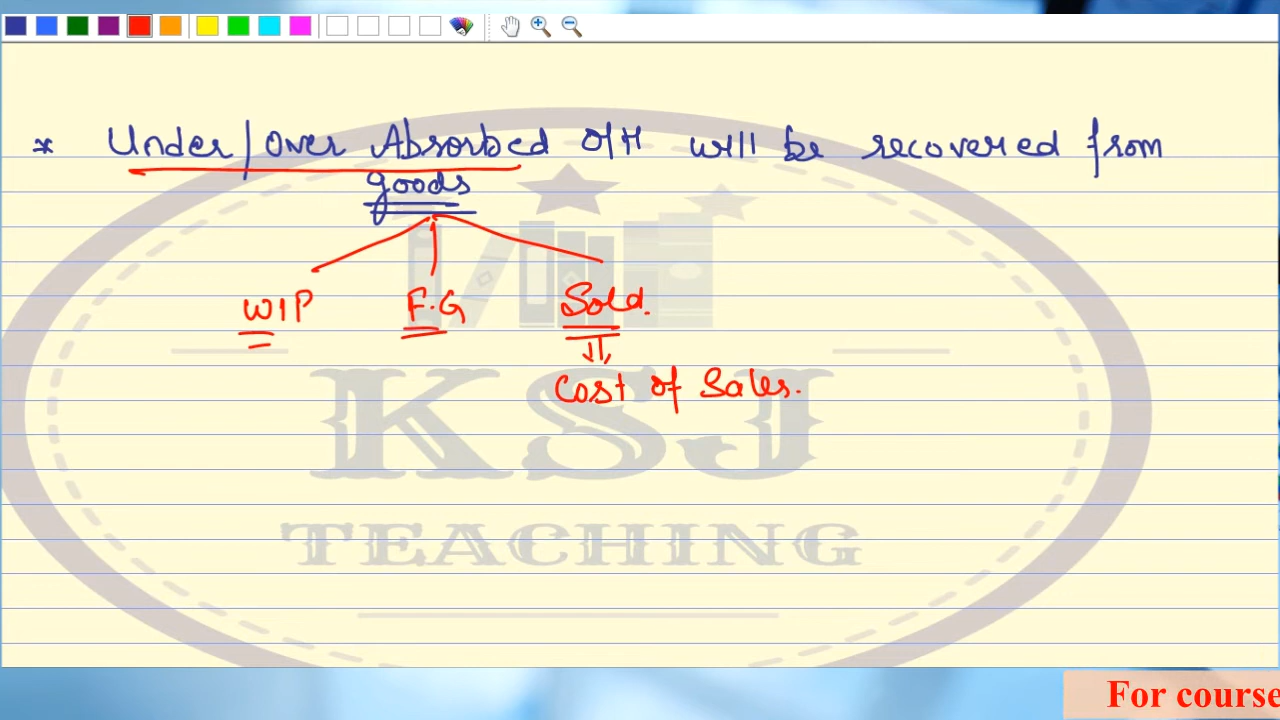 * Under/Over Absorbed O/H will be recovered from
goods
WIP F.G Sold.
Cost of Sales.
KSJ
TEACHING
For course